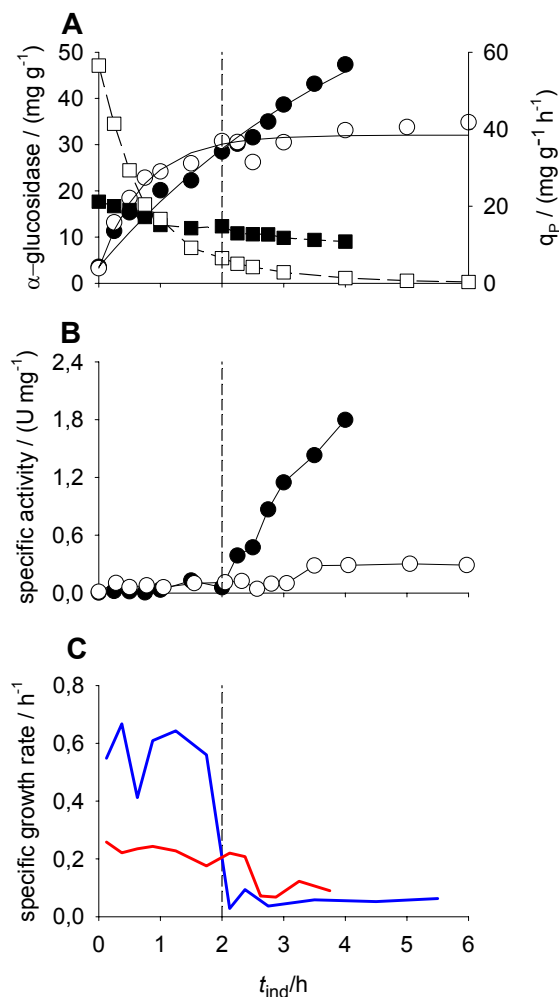 A
α–glucosidase / (mg g⁻¹)
50
40
30
20
10
0
60
40
20
0
qₚ / (mg g⁻¹ h⁻¹)
B
specific activity / (U mg⁻¹)
2,4
1,8
1,2
0,6
0,0
C
specific growth rate / h⁻¹
0,8
0,6
0,4
0,2
0,0
0 1 2 3 4 5 6
t_ind/h